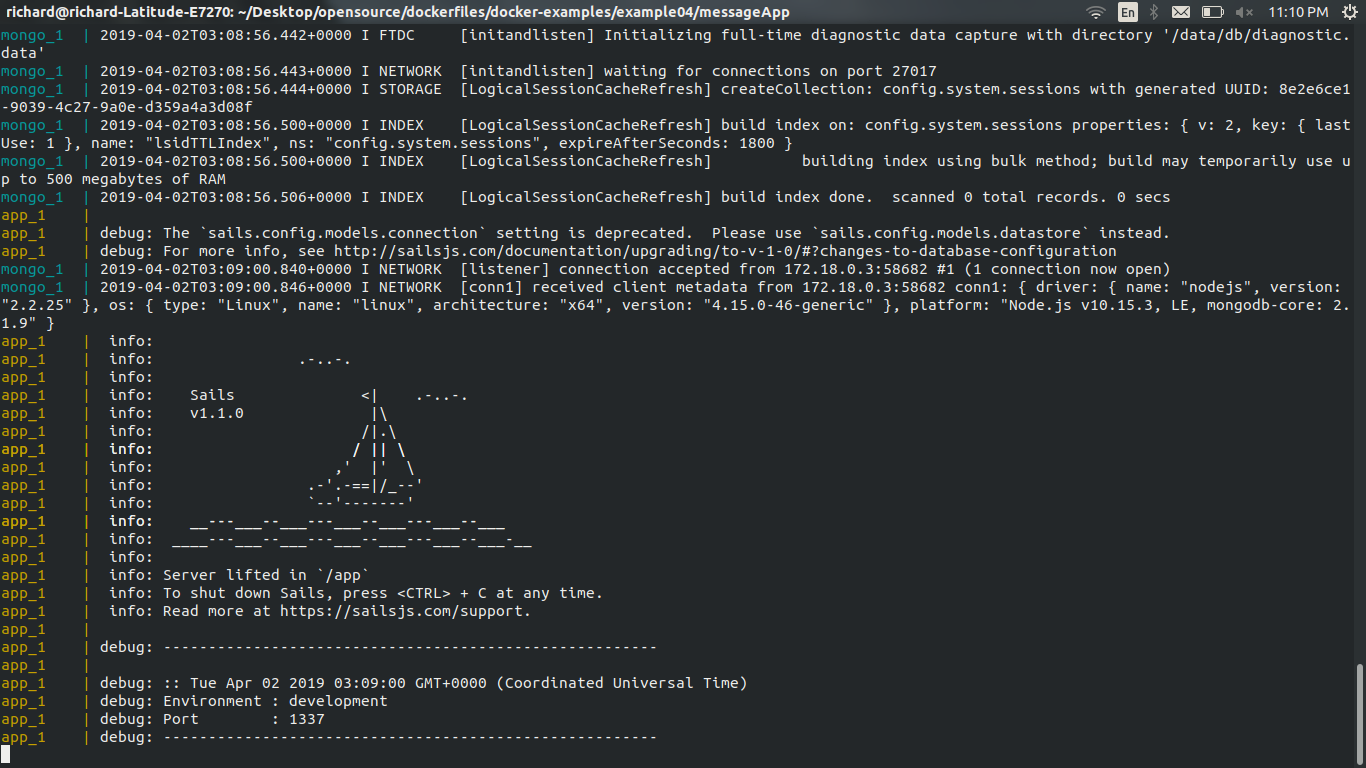 richard@richard-Latitude-E7270: ~/Desktop/opensource/dockerfiles/docker-examples/example04/messageApp En 11:10 PM
mongo_1  | 2019-04-02T03:08:56.442+0000 I FTDC     [initandlisten] Initializing full-time diagnostic data capture with directory '/data/db/diagnostic.
data'
mongo_1  | 2019-04-02T03:08:56.443+0000 I NETWORK  [initandlisten] waiting for connections on port 27017
mongo_1  | 2019-04-02T03:08:56.444+0000 I STORAGE  [LogicalSessionCacheRefresh] createCollection: config.system.sessions with generated UUID: 8e2e6ce1
-9039-4c27-9a0e-d359a4a3d08f
mongo_1  | 2019-04-02T03:08:56.500+0000 I INDEX    [LogicalSessionCacheRefresh] build index on: config.system.sessions properties: { v: 2, key: { last
Use: 1 }, name: "lsidTTLIndex", ns: "config.system.sessions", expireAfterSeconds: 1800 }
mongo_1  | 2019-04-02T03:08:56.500+0000 I INDEX    [LogicalSessionCacheRefresh]          building index using bulk method; build may temporarily use u
p to 500 megabytes of RAM
mongo_1  | 2019-04-02T03:08:56.506+0000 I INDEX    [LogicalSessionCacheRefresh] build index done.  scanned 0 total records. 0 secs
app_1    |
app_1    | debug: The `sails.config.models.connection` setting is deprecated.  Please use `sails.config.models.datastore` instead.
app_1    | debug: For more info, see http://sailsjs.com/documentation/upgrading/to-v-1-0/#?changes-to-database-configuration
mongo_1  | 2019-04-02T03:09:00.840+0000 I NETWORK  [listener] connection accepted from 172.18.0.3:58682 #1 (1 connection now open)
mongo_1  | 2019-04-02T03:09:00.846+0000 I NETWORK  [conn1] received client metadata from 172.18.0.3:58682 conn1: { driver: { name: "nodejs", version:
"2.2.25" }, os: { type: "Linux", name: "linux", architecture: "x64", version: "4.15.0-46-generic" }, platform: "Node.js v10.15.3, LE, mongodb-core: 2.
1.9" }
app_1    |  info:
app_1    |  info:                .-..-.
app_1    |  info:
app_1    |  info:    Sails              <|    .-..-.
app_1    |  info:    v1.1.0              |\
app_1    |  info:                       /|.\
app_1    |  info:                      / || \
app_1    |  info:                    ,'  |'  \
app_1    |  info:                 .-'.-==|/_--'
app_1    |  info:                 `--'-------'
app_1    |  info:    __---___--___---___--___---___--___
app_1    |  info:  ____---___--___---___--___---___--___-__
app_1    |  info:
app_1    |  info: Server lifted in `/app`
app_1    |  info: To shut down Sails, press <CTRL> + C at any time.
app_1    |  info: Read more at https://sailsjs.com/support.
app_1    |
app_1    | debug: -------------------------------------------------------
app_1    |
app_1    | debug: :: Tue Apr 02 2019 03:09:00 GMT+0000 (Coordinated Universal Time)
app_1    | debug: Environment : development
app_1    | debug: Port        : 1337
app_1    | debug: -------------------------------------------------------